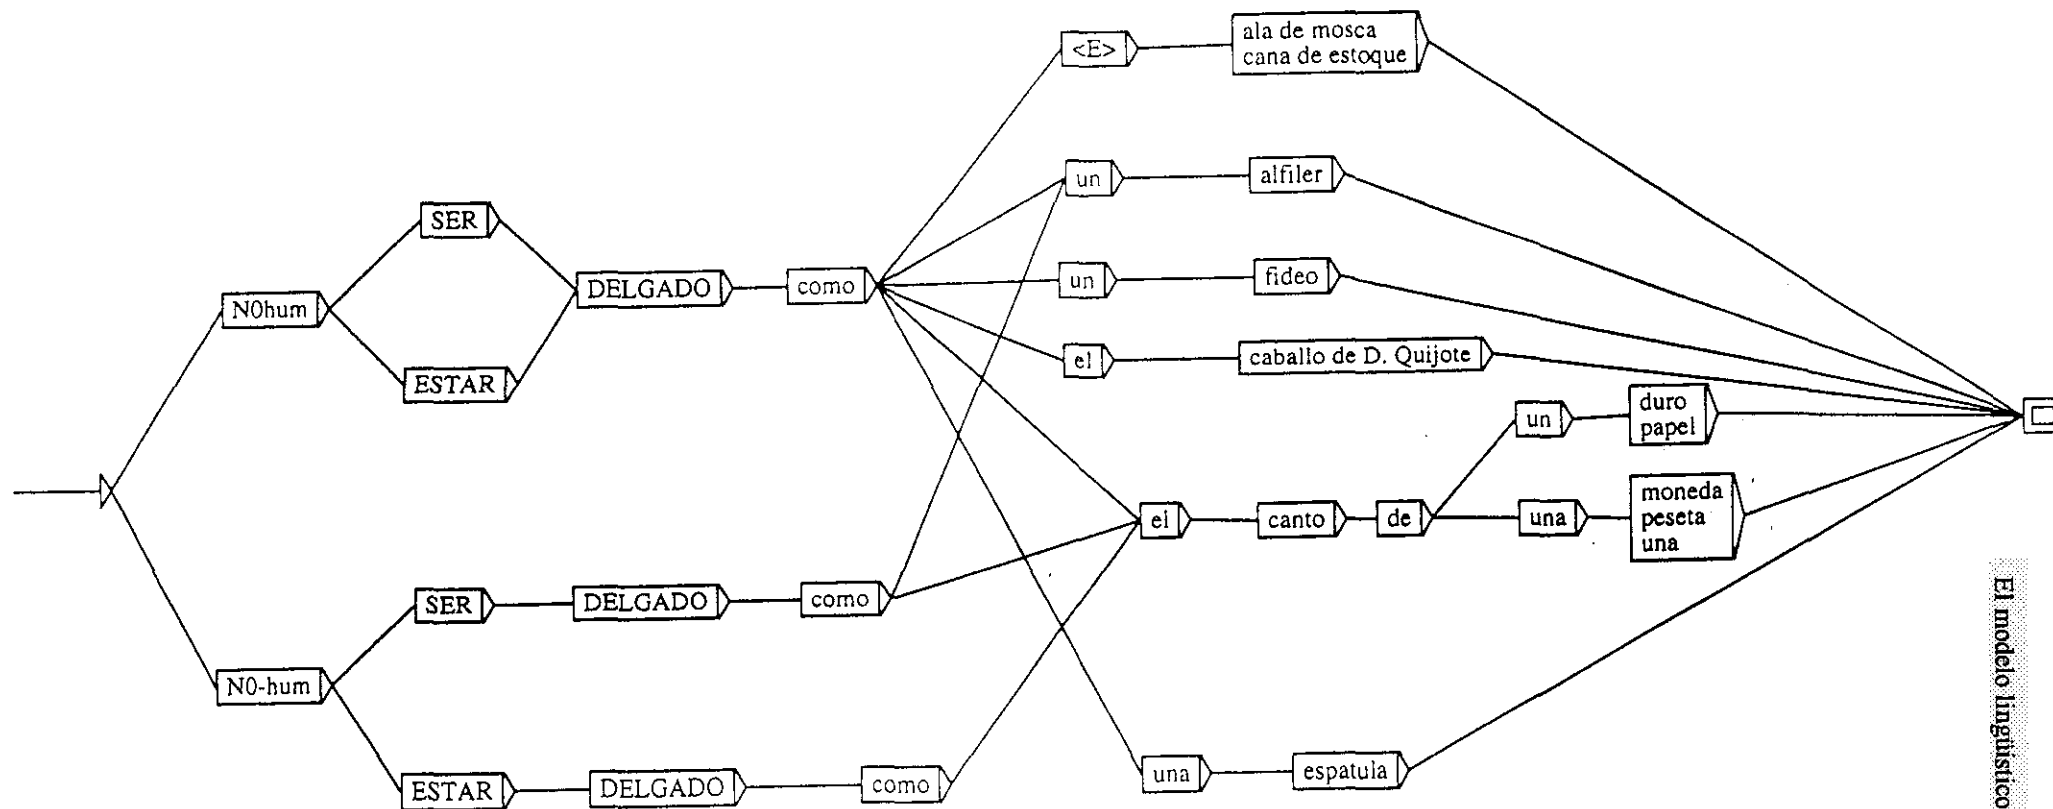 <E>
ala de mosca
cana de estoque
un
alfiler
SER
DELGADO
como
un
fideo
N0hum
el
caballo de D. Quijote
ESTAR
un
duro
papel
el
canto
de
una
moneda
peseta
una
SER
DELGADO
como
N0-hum
ESTAR
DELGADO
como
una
espatula
El modelo lingüístico